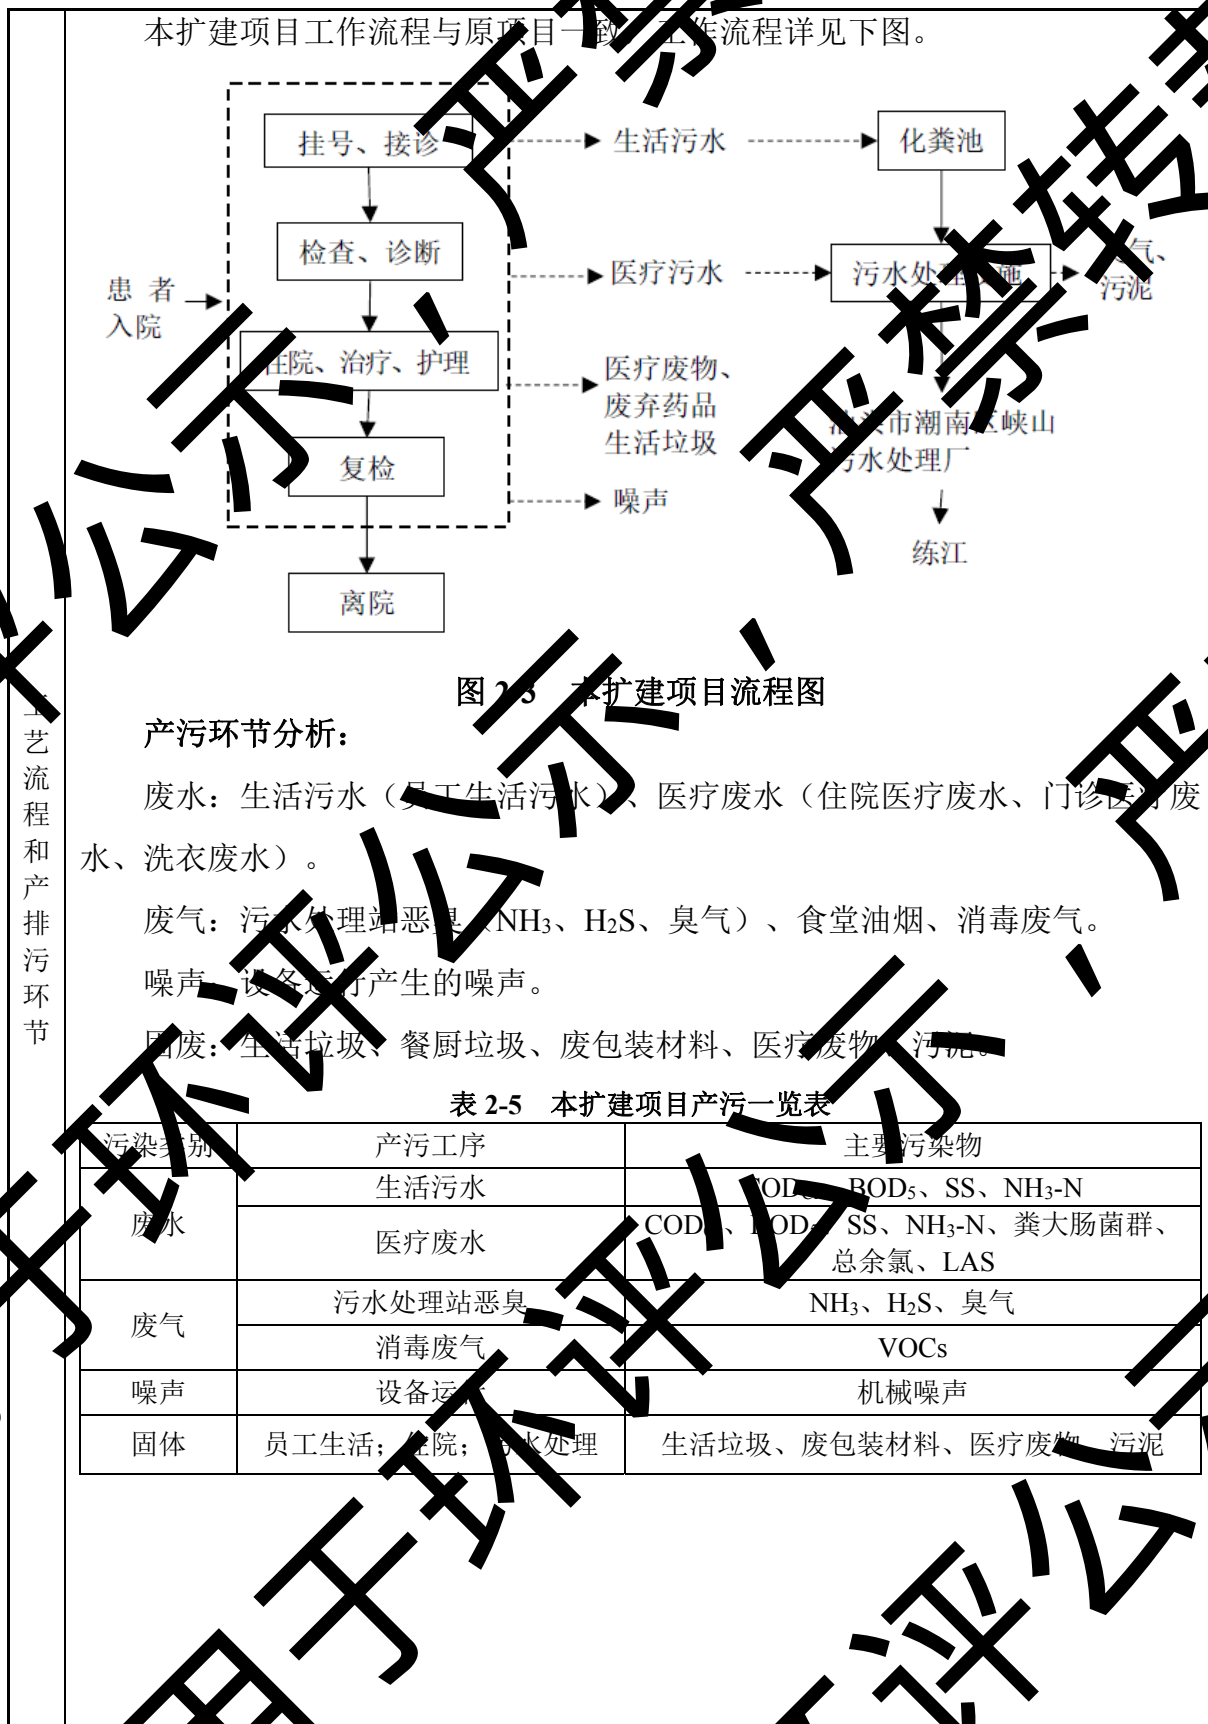 本扩建项目工作流程与原项目一致，工作流程详见下图。
挂号、接诊
生活污水
化粪池
检查、诊断
医疗污水
污水处理设施
气、
污泥
患者
入院
住院、治疗、护理
医疗废物、
废弃药品
生活垃圾
汕头市潮南区峡山
污水处理厂
复检
噪声
练江
离院
图 2-3 本扩建项目流程图
工艺流程和产排污环节
产污环节分析：
废水：生活污水（员工生活污水）、医疗废水（住院医疗废水、门诊医疗废
水、洗衣废水）。
废气：污水处理站恶臭（NH₃、H₂S、臭气）、食堂油烟、消毒废气。
噪声：设备运行产生的噪声。
固废：生活垃圾、餐厨垃圾、废包装材料、医疗废物、污泥。
表 2-5 本扩建项目产污一览表
污染类别 产污工序 主要污染物
废水 生活污水 COD、BOD₅、SS、NH₃-N
医疗废水 COD、BOD₅、SS、NH₃-N、粪大肠菌群、
总余氯、LAS
废气 污水处理站恶臭 NH₃、H₂S、臭气
消毒废气 VOCs
噪声 设备运行 机械噪声
固体 员工生活；住院；污水处理 生活垃圾、废包装材料、医疗废物、污泥
用于环评公示、严禁转载